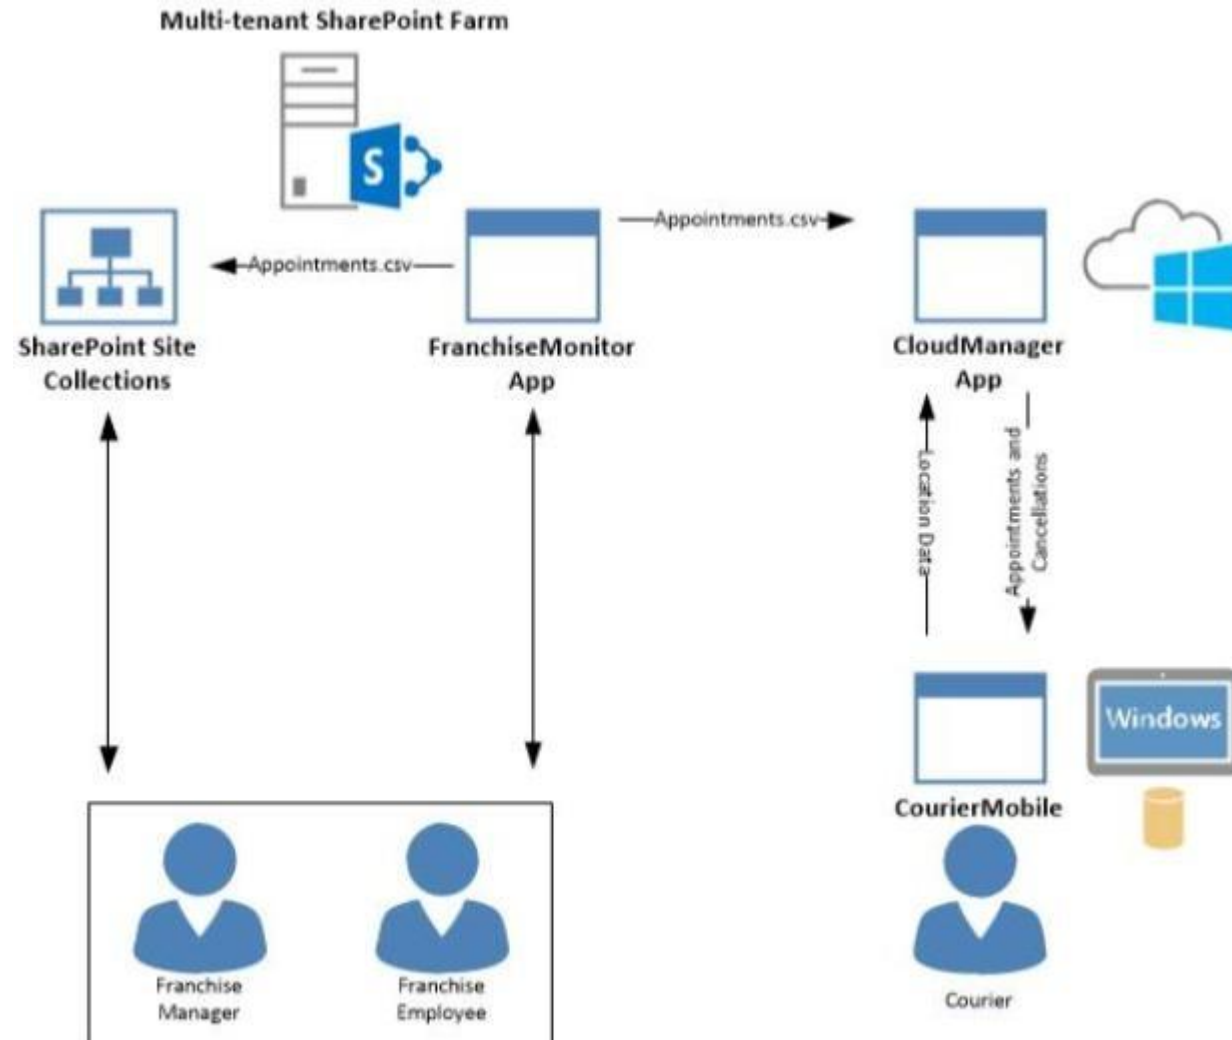 Multi-tenant SharePoint Farm
S
Appointments.csv
Appointments.csv
SharePoint Site
Collections
FranchiseMonitor
App
CloudManager
App
Location Data
Appointments and
Cancellations
Windows
CourierMobile
Franchise
Manager
Franchise
Employee
Courier